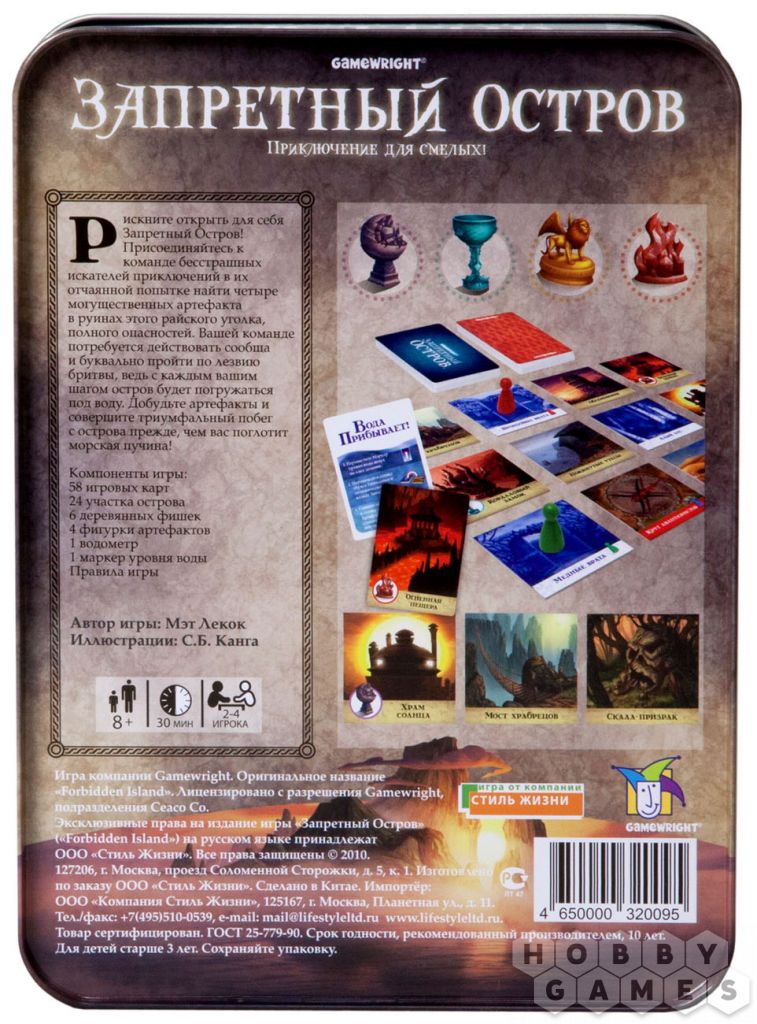 GAMEWRIGHT®
ЗАПРЕТНЫЙ ОСТРОВ
ПРИКЛЮЧЕНИЕ ДЛЯ СМЕЛЫХ!
Рискните открыть для себя
Запретный Остров!
Присоединяйтесь к
команде бесстрашных
искателей приключений в их
отчаянной попытке найти четыре
могущественных артефакта
в руинах этого райского уголка,
полного опасностей. Вашей команде
потребуется действовать сообща
и буквально пройти по лезвию
бритвы, ведь с каждым вашим
шагом остров будет погружаться
под воду. Добудьте артефакты и
совершите триумфальный побег
с острова прежде, чем вас поглотит
морская пучина!
Компоненты игры:
58 игровых карт
24 участка острова
6 деревянных фишек
4 фигурки артефактов
1 водометр
1 маркер уровня воды
Правила игры
Автор игры: Мэт Лекок
Иллюстрации: С.Б. Канга
8+
30 МИН
2-4
ИГРОКА
ОСТРОВ
ВОДА
ПРИБЫВАЕТ!
КОРАЛЛОВЫЙ
ЗАМОК
МЕДНЫЕ ВРАТА
ОГНЕННАЯ
ПЕЩЕРА
ХРАМ
СОЛНЦА
МОСТ ХРАБРЕЦОВ
СКАЛА-ПРИЗРАК
Игра компании Gamewright. Оригинальное название
«Forbidden Island». Лицензировано с разрешения Gamewright,
подразделения Ceaco Co.
Эксклюзивные права на издание игры «Запретный Остров»
(«Forbidden Island») на русском языке принадлежат
ООО «Стиль Жизни». Все права защищены © 2010.
127206, г. Москва, проезд Соломенной Сторожки, д. 5, к. 1. Изготовлено
по заказу ООО «Стиль Жизни». Сделано в Китае. Импортёр:
ООО «Компания Стиль Жизни», 125167, г. Москва, Планетная ул., д. 11.
Тел./факс: +7(495)510-0539, e-mail: mail@lifestyleltd.ru www.lifestyleltd.ru.
Товар сертифицирован. ГОСТ 25-779-90. Срок годности, рекомендованный производителем, 10 лет.
Для детей старше 3 лет. Сохраняйте упаковку.
игра от компании
СТИЛЬ ЖИЗНИ
GAMEWRIGHT®
4 650000 320095
HOBBY
GAMES